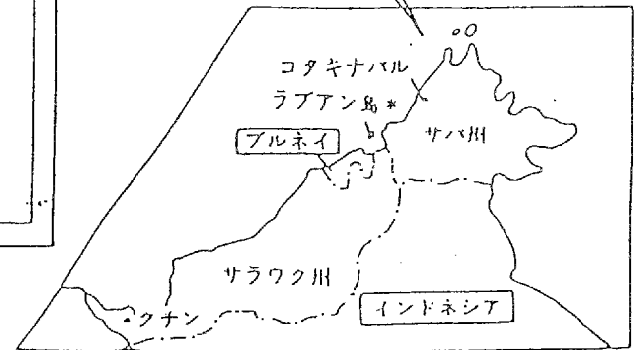 コタキナバル
ラブアン島*
ブルネイ
サバ州
サラワク州
クチン
インドネシア